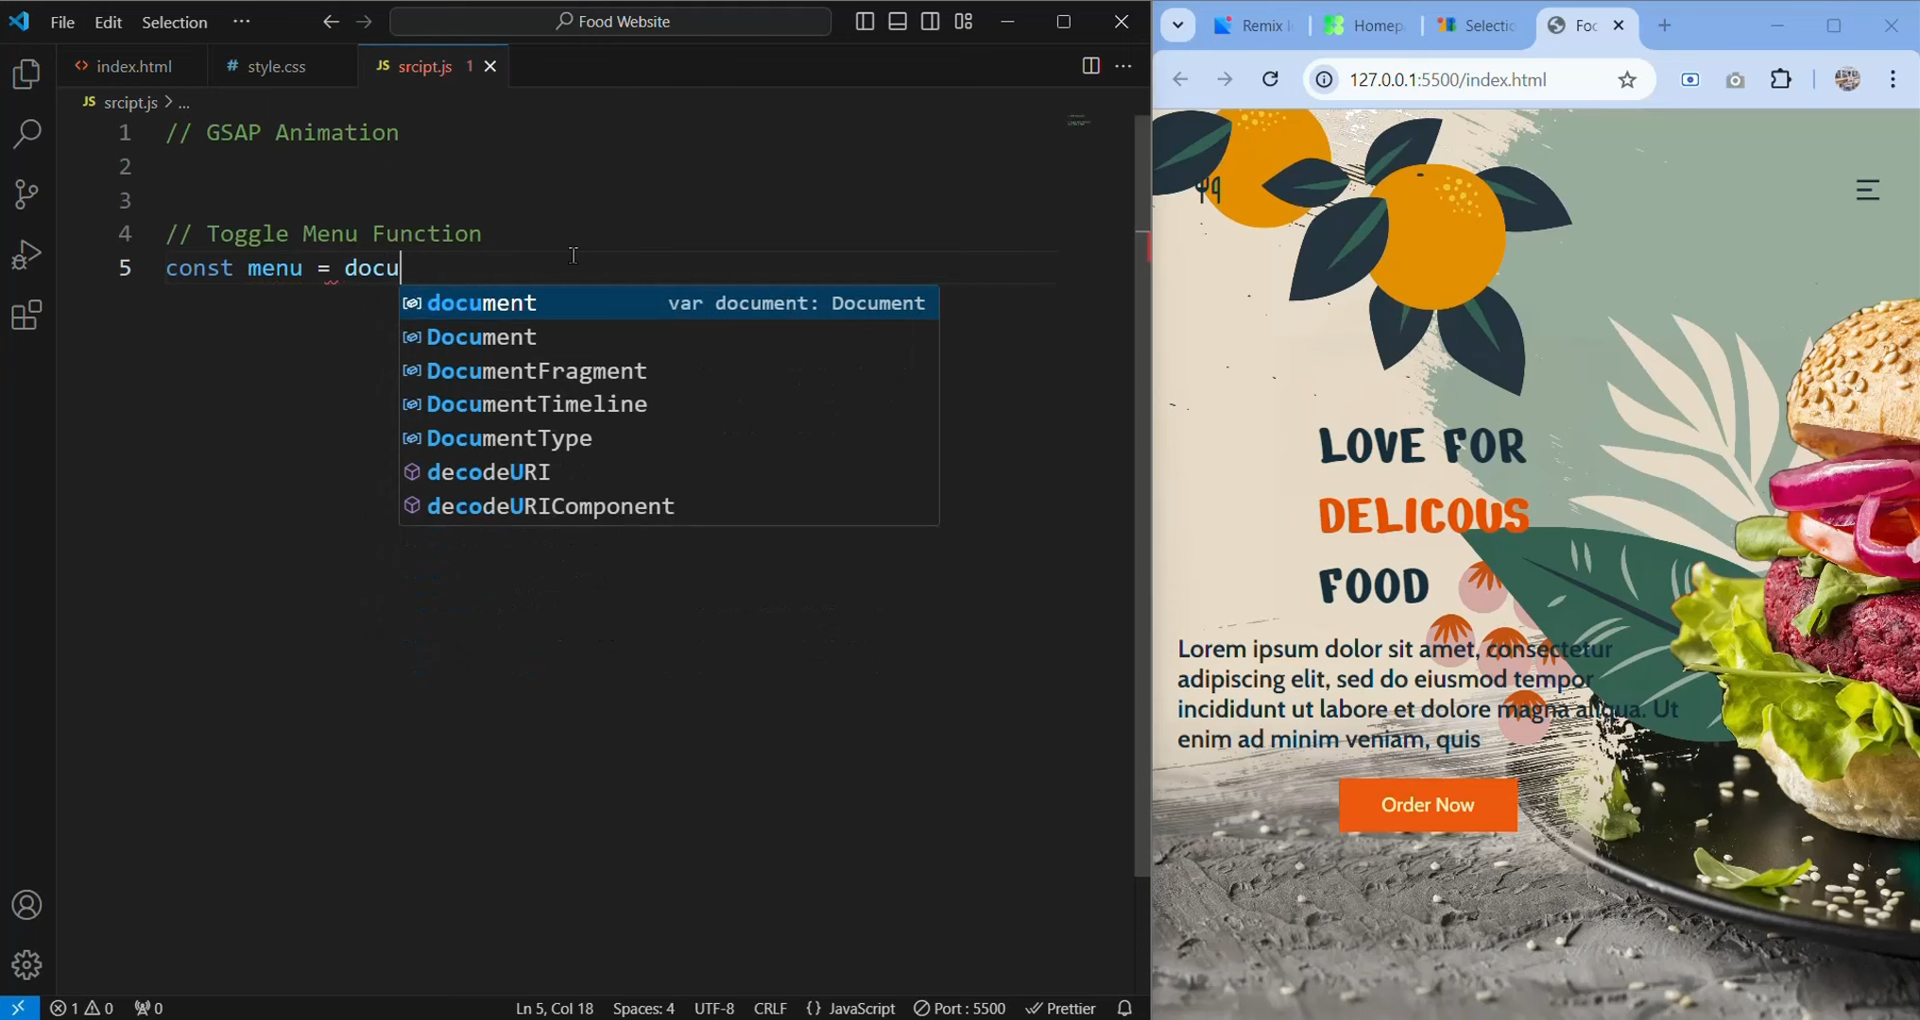 File Edit Selection ··· Food Website
index.html style.css JS srcipt.js 1
JS srcipt.js > ...
1 // GSAP Animation
2
3
4 // Toggle Menu Function
5 const menu = docu
document var document: Document
Document
DocumentFragment
DocumentTimeline
DocumentType
decodeURI
decodeURIComponent
1 0 0 Ln 5, Col 18 Spaces: 4 UTF-8 CRLF {} JavaScript Port : 5500 Prettier
Remix Homep Selectio Foo
127.0.0.1:5500/index.html
LOVE FOR
DELICOUS
FOOD
Lorem ipsum dolor sit amet, consectetur
adipiscing elit, sed do eiusmod tempor
incididunt ut labore et dolore magna aliqua. Ut
enim ad minim veniam, quis
Order Now